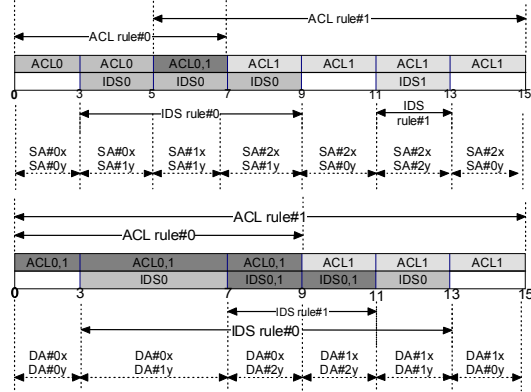 ACL rule#1
ACL rule#0
ACL0 ACL0 ACL0,1 ACL1 ACL1 ACL1 ACL1
IDS0 IDS0 IDS0 IDS1
0 3 5 7 9 11 13 15
IDS rule#0 IDS
rule#1
SA#0x SA#0x SA#1x SA#2x SA#2x SA#2x SA#2x
SA#0y SA#1y SA#1y SA#1y SA#0y SA#2y SA#0y
ACL rule#1
ACL rule#0
ACL0,1 ACL0,1 ACL0,1 ACL1 ACL1 ACL1
IDS0 IDS0,1 IDS0,1 IDS0
0 3 7 9 11 13 15
IDS rule#1
IDS rule#0
DA#0x DA#0x DA#0x DA#1x DA#1x DA#1x
DA#0y DA#1y DA#2y DA#2y DA#1y DA#0y